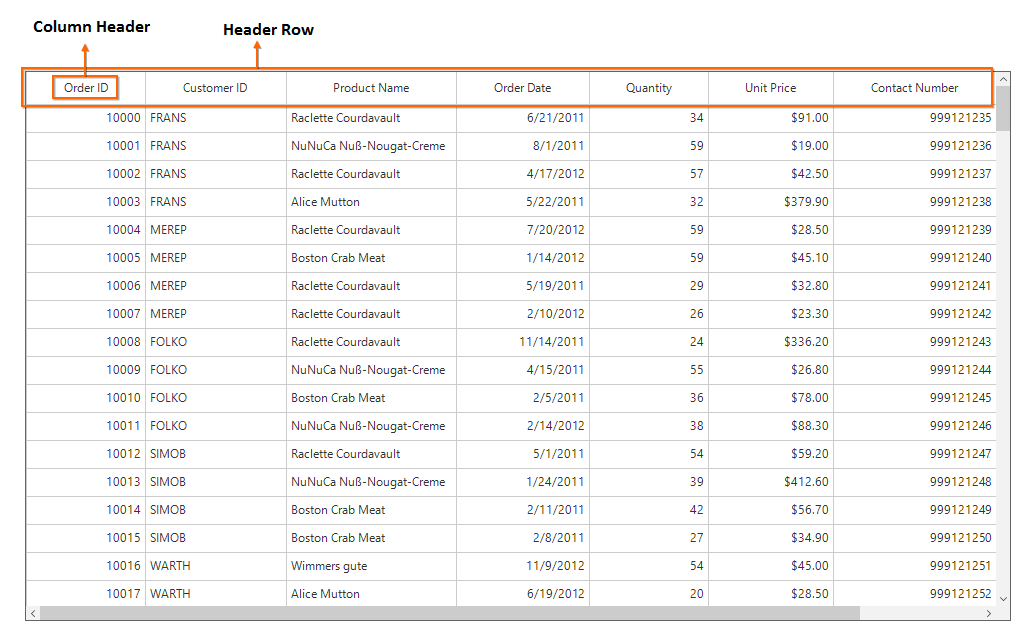 Column Header
Header Row
Order ID Customer ID Product Name Order Date Quantity Unit Price Contact Number
10000 FRANS Raclette Courdavault 6/21/2011 34 $91.00 999121235
10001 FRANS NuNuCa Nuß-Nougat-Creme 8/1/2011 59 $19.00 999121236
10002 FRANS Raclette Courdavault 4/17/2012 57 $42.50 999121237
10003 FRANS Alice Mutton 5/22/2011 32 $379.90 999121238
10004 MEREP Raclette Courdavault 7/20/2012 59 $28.50 999121239
10005 MEREP Boston Crab Meat 1/14/2012 59 $45.10 999121240
10006 MEREP Raclette Courdavault 5/19/2011 29 $32.80 999121241
10007 MEREP Raclette Courdavault 2/10/2012 26 $23.30 999121242
10008 FOLKO Raclette Courdavault 11/14/2011 24 $336.20 999121243
10009 FOLKO NuNuCa Nuß-Nougat-Creme 4/15/2011 55 $26.80 999121244
10010 FOLKO Boston Crab Meat 2/5/2011 36 $78.00 999121245
10011 FOLKO NuNuCa Nuß-Nougat-Creme 2/14/2012 38 $88.30 999121246
10012 SIMOB Raclette Courdavault 5/1/2011 54 $59.20 999121247
10013 SIMOB NuNuCa Nuß-Nougat-Creme 1/24/2011 39 $412.60 999121248
10014 SIMOB Boston Crab Meat 2/11/2011 42 $56.70 999121249
10015 SIMOB Boston Crab Meat 2/8/2011 27 $34.90 999121250
10016 WARTH Wimmers gute 11/9/2012 54 $45.00 999121251
10017 WARTH Alice Mutton 6/19/2012 20 $28.50 999121252